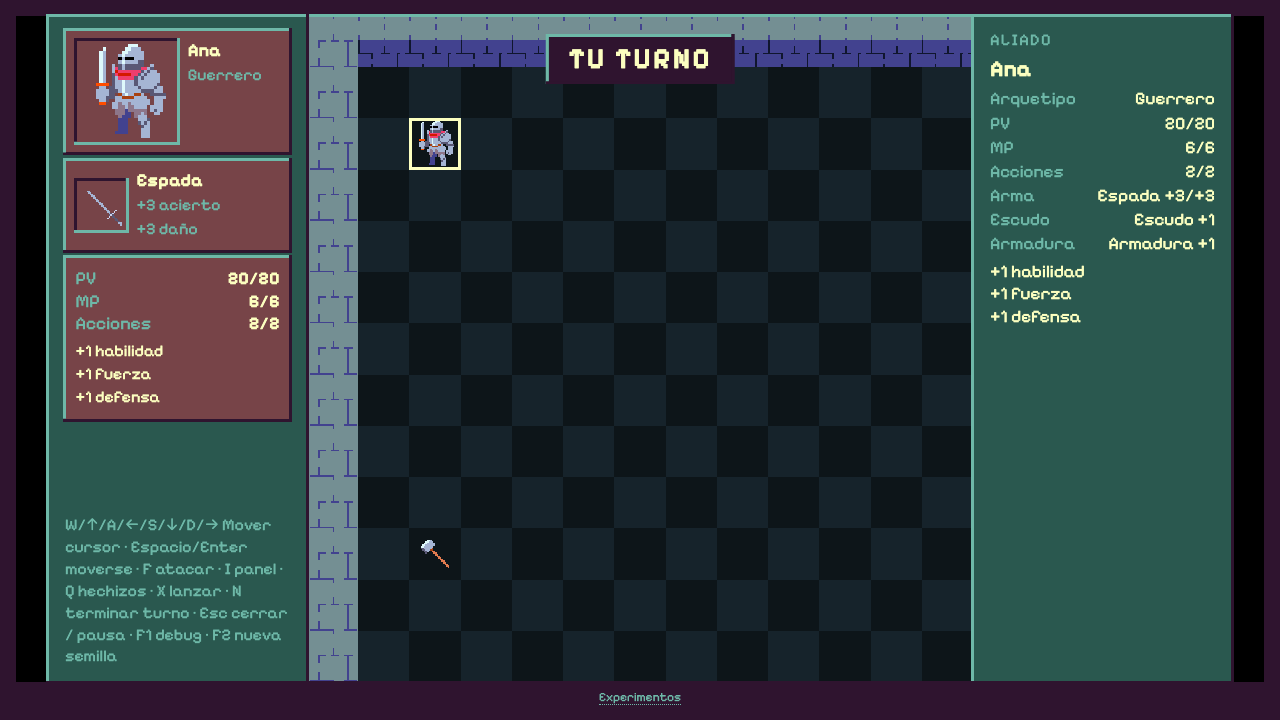 Ana
Guerrero
Espada
+3 acierto
+3 daño
PV 20/20
MP 6/6
Acciones 2/2
+1 habilidad
+1 fuerza
+1 defensa
W/↑/A/←/S/↓/D/→ Mover
cursor · Espacio/Enter
moverse · F atacar · I panel ·
Q hechizos · X lanzar · N
terminar turno · Esc cerrar
/ pausa · F1 debug · F2 nueva
semilla
TU TURNO
ALIADO
Ana
Arquetipo Guerrero
PV 20/20
MP 6/6
Acciones 2/2
Arma Espada +3/+3
Escudo Escudo +1
Armadura Armadura +1
+1 habilidad
+1 fuerza
+1 defensa
Experimentos